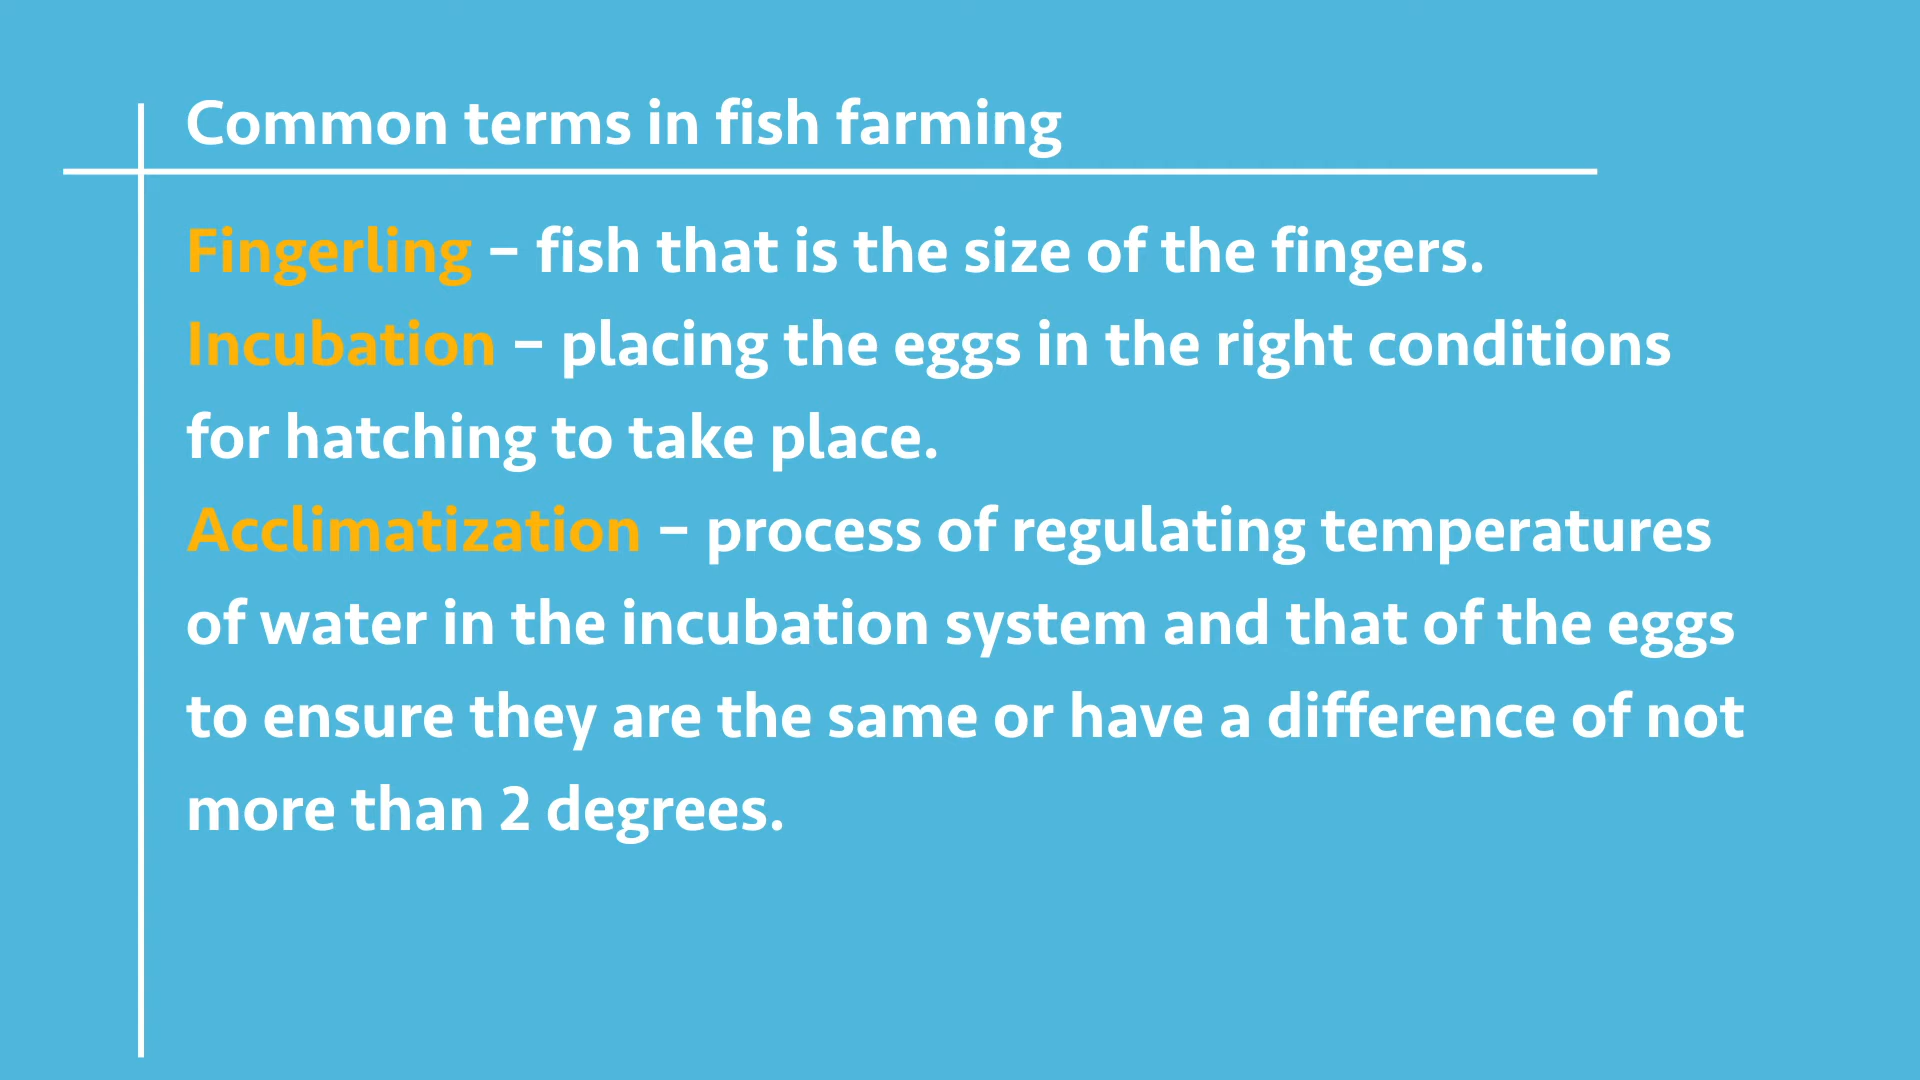 Common terms in fish farming
Fingerling – fish that is the size of the fingers.
Incubation – placing the eggs in the right conditions
for hatching to take place.
Acclimatization – process of regulating temperatures
of water in the incubation system and that of the eggs
to ensure they are the same or have a difference of not
more than 2 degrees.